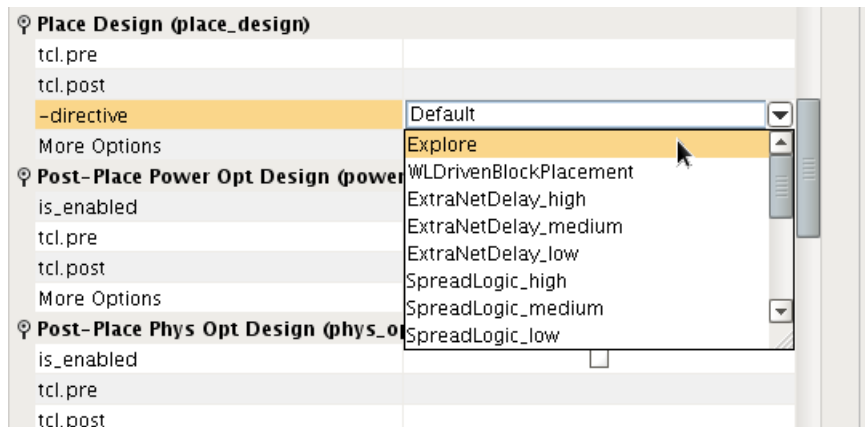 Place Design (place_design)
tcl.pre
tcl.post
-directive Default
More Options Explore
WLDrivenBlockPlacement
Post-Place Power Opt Design (power
is_enabled ExtraNetDelay_high
ExtraNetDelay_medium
tcl.pre
ExtraNetDelay_low
tcl.post
SpreadLogic_high
More Options SpreadLogic_medium
Post-Place Phys Opt Design (phys_o
SpreadLogic_low
is_enabled
tcl.pre
tcl.post